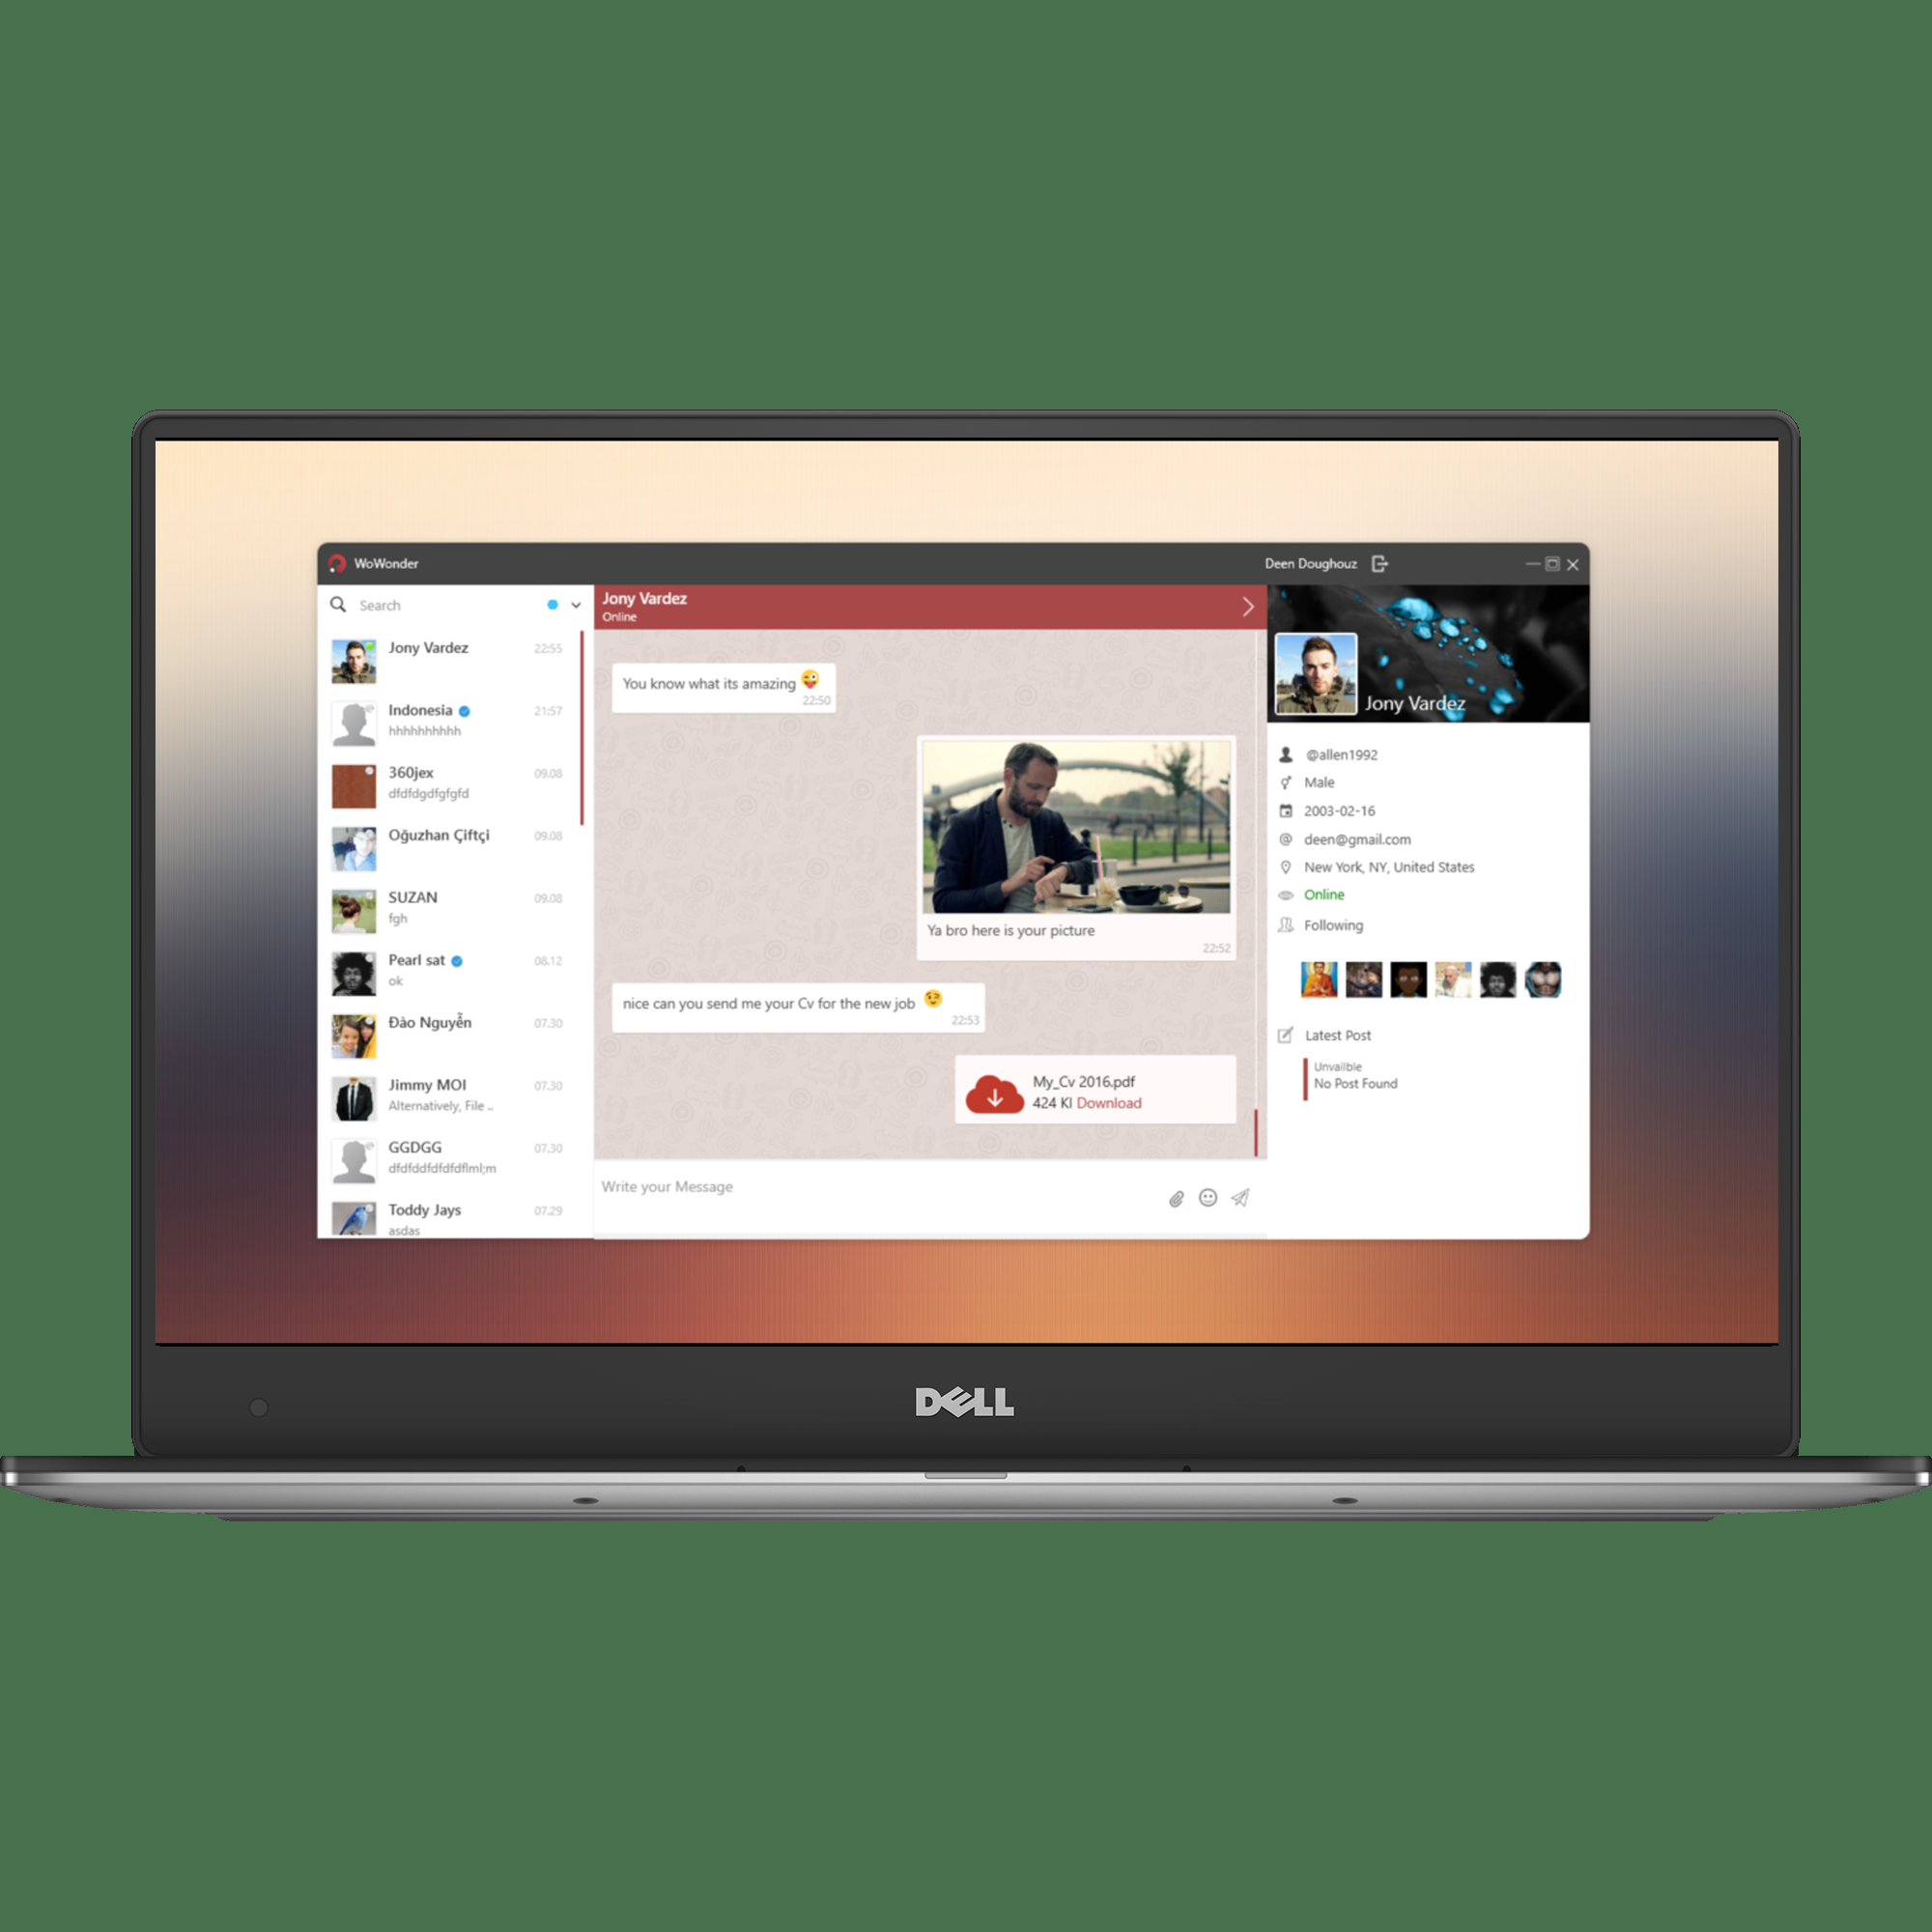 WoWonder
Deen Doughouz
Search
Jony Vardez
22:55
Indonesia
21:57
hhhhhhhhhh
360jex
09.08
dfdfdgdfgfgfd
Oğuzhan Çiftçi
09.08
SUZAN
09.08
fgh
Pearl sat
08.12
ok
Đào Nguyễn
07.30
Jimmy MOI
07.30
Alternatively, File ..
GGDGG
07.30
dfdfddfdfdfdflml;m
Toddy Jays
07.29
asdas
Jony Vardez
Online
You know what its amazing
22:50
Ya bro here is your picture
22:52
nice can you send me your Cv for the new job
22:53
My_Cv 2016.pdf
424 KI Download
Write your Message
Jony Vardez
@allen1992
Male
2003-02-16
deen@gmail.com
New York, NY, United States
Online
Following
Latest Post
Unvailble
No Post Found
DELL